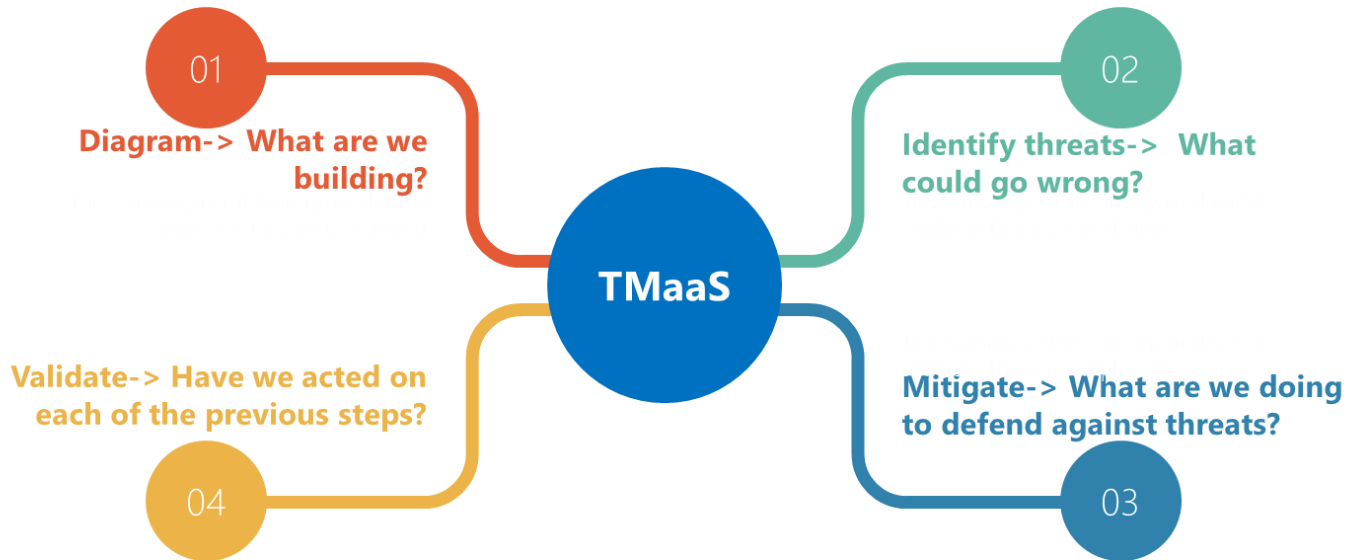 01
Diagram-> What are we
building?
02
Identify threats->  What
could go wrong?
TMaaS
Mitigate-> What are we doing
to defend against threats?
03
Validate-> Have we acted on
each of the previous steps?
04